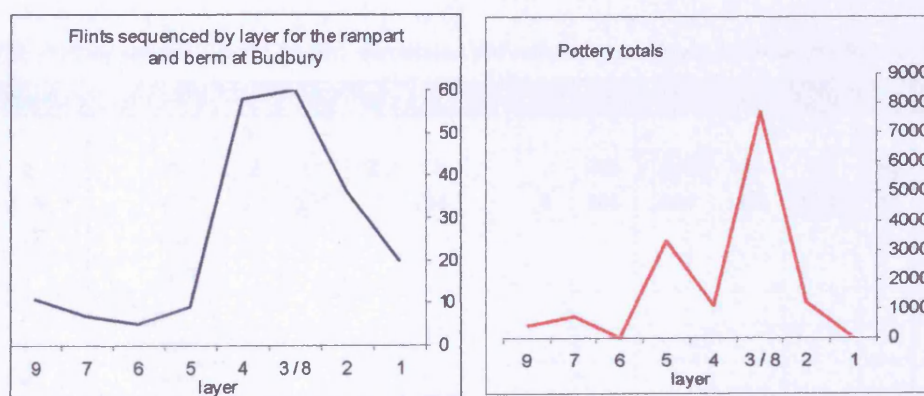 Flints sequenced by layer for the rampart
and berm at Budbury
60
50
40
30
20
10
0
9 7 6 5 4 3/8 2 1
layer
Pottery totals
9000
8000
7000
6000
5000
4000
3000
2000
1000
0
9 7 6 5 4 3/8 2 1
layer